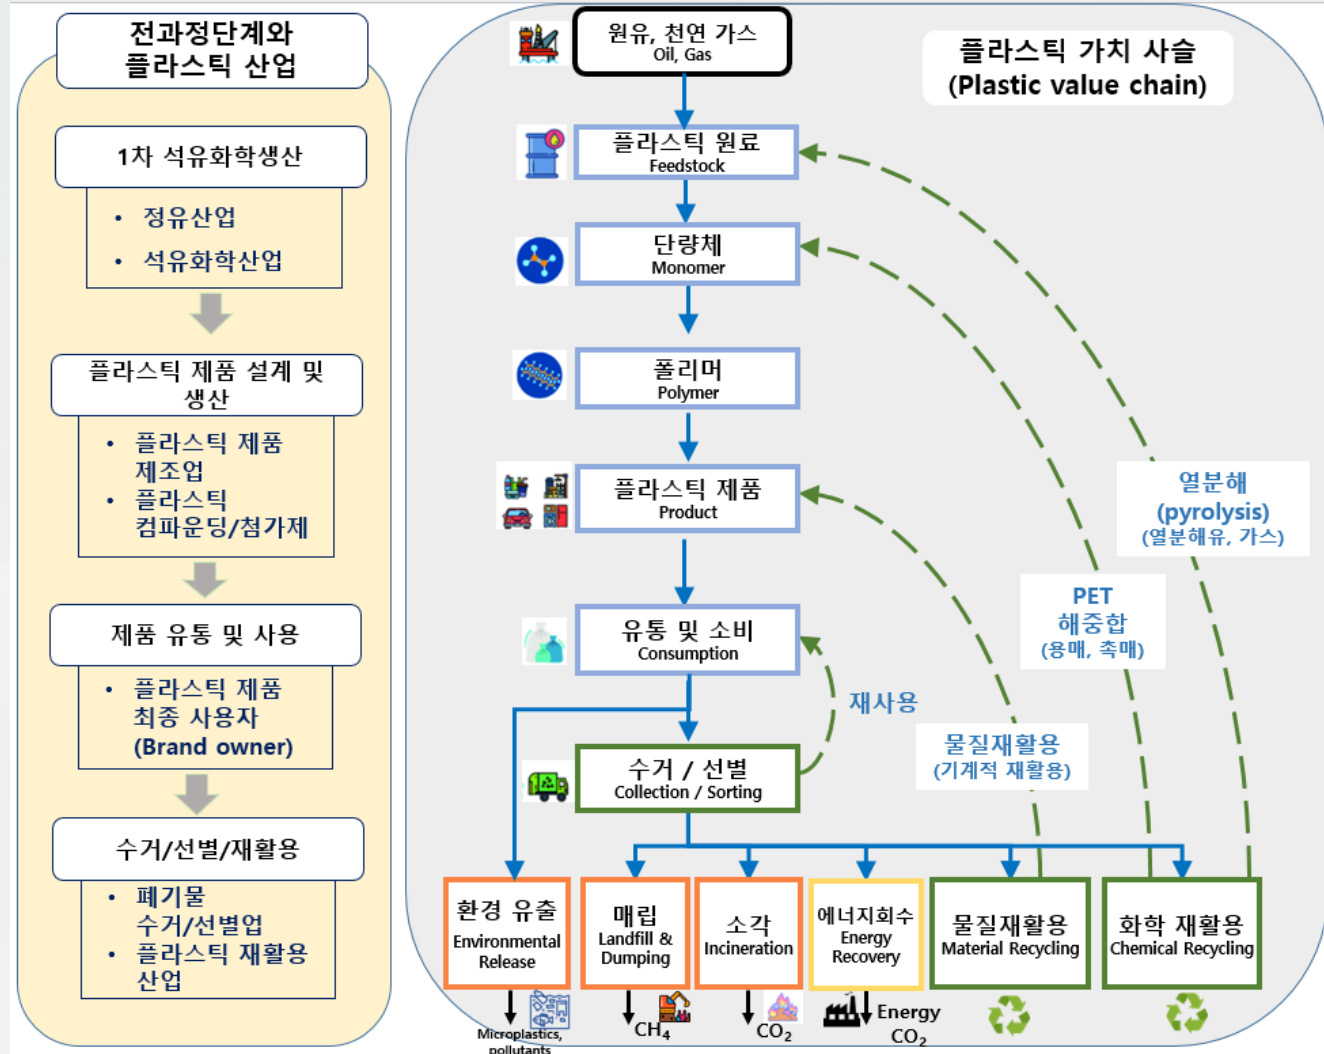 전과정단계와
플라스틱 산업
1차 석유화학생산
• 정유산업
• 석유화학산업
플라스틱 제품 설계 및
생산
• 플라스틱 제품
제조업
• 플라스틱
컴파운딩/첨가제
제품 유통 및 사용
• 플라스틱 제품
최종 사용자
(Brand owner)
수거/선별/재활용
• 폐기물
수거/선별업
• 플라스틱 재활용
산업
플라스틱 가치 사슬
(Plastic value chain)
원유, 천연 가스
Oil, Gas
플라스틱 원료
Feedstock
단량체
Monomer
폴리머
Polymer
플라스틱 제품
Product
유통 및 소비
Consumption
수거 / 선별
Collection / Sorting
재사용
물질재활용
(기계적 재활용)
PET
해중합
(용매, 촉매)
열분해
(pyrolysis)
(열분해유, 가스)
환경 유출
Environmental
Release
매립
Landfill &
Dumping
소각
Incineration
에너지회수
Energy
Recovery
물질재활용
Material Recycling
화학 재활용
Chemical Recycling
Microplastics,
pollutants
CH₄
CO₂
Energy
CO₂